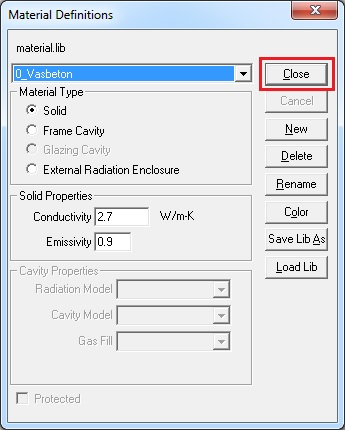 Material Definitions
material.lib
0_Vasbeton
Close
Material Type
Solid
Frame Cavity
Glazing Cavity
External Radiation Enclosure
Cancel
New
Delete
Rename
Color
Save Lib As
Load Lib
Solid Properties
Conductivity 2.7 W/m-K
Emissivity 0.9
Cavity Properties
Radiation Model
Cavity Model
Gas Fill
Protected